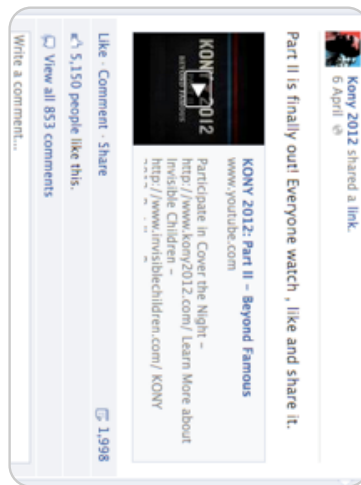 Kony 2012 shared a link.
6 April
Part II is finally out! Everyone watch , like and share it.
KONY 2012
BEYOND FAMOUS
KONY 2012: Part II – Beyond Famous
www.youtube.com
Participate in Cover the Night –
http://www.kony2012.com/ Learn More about
Invisible Children –
http://www.invisiblechildren.com/ KONY
Like · Comment · Share
1,998
5,150 people like this.
View all 853 comments
Write a comment...